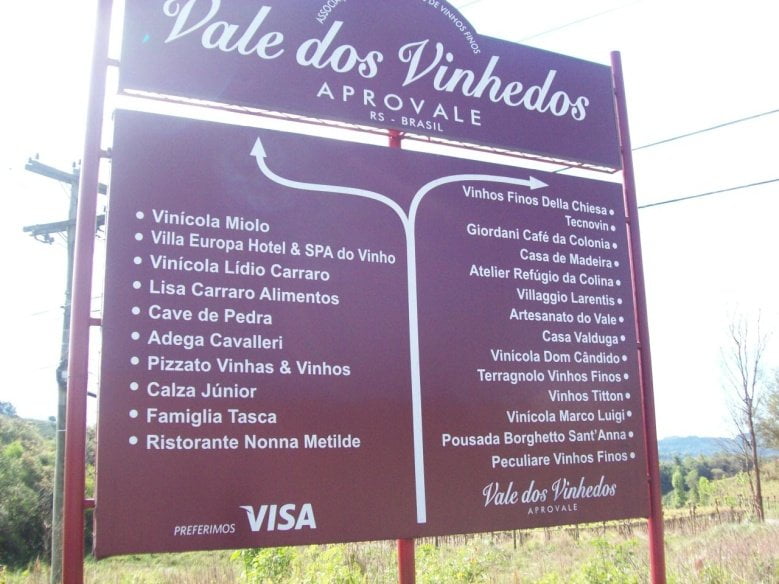 ASSOCIA DE VINHOS FINOS
Vale dos Vinhedos
APROVALE
RS - BRASIL
• Vinícola Miolo
• Villa Europa Hotel & SPA do Vinho
• Vinícola Lídio Carraro
• Lisa Carraro Alimentos
• Cave de Pedra
• Adega Cavalleri
• Pizzato Vinhas & Vinhos
• Calza Júnior
• Famiglia Tasca
• Ristorante Nonna Metilde
PREFERIMOS VISA
Vinhos Finos Della Chiesa •
Tecnovin •
Giordani Café da Colonia •
Casa de Madeira •
Atelier Refúgio da Colina •
Villaggio Larentis •
Artesanato do Vale •
Casa Valduga •
Vinícola Dom Cândido •
Terragnolo Vinhos Finos •
Vinhos Titton •
Vinícola Marco Luigi •
Pousada Borghetto Sant'Anna •
Peculiare Vinhos Finos •
Vale dos Vinhedos
APROVALE